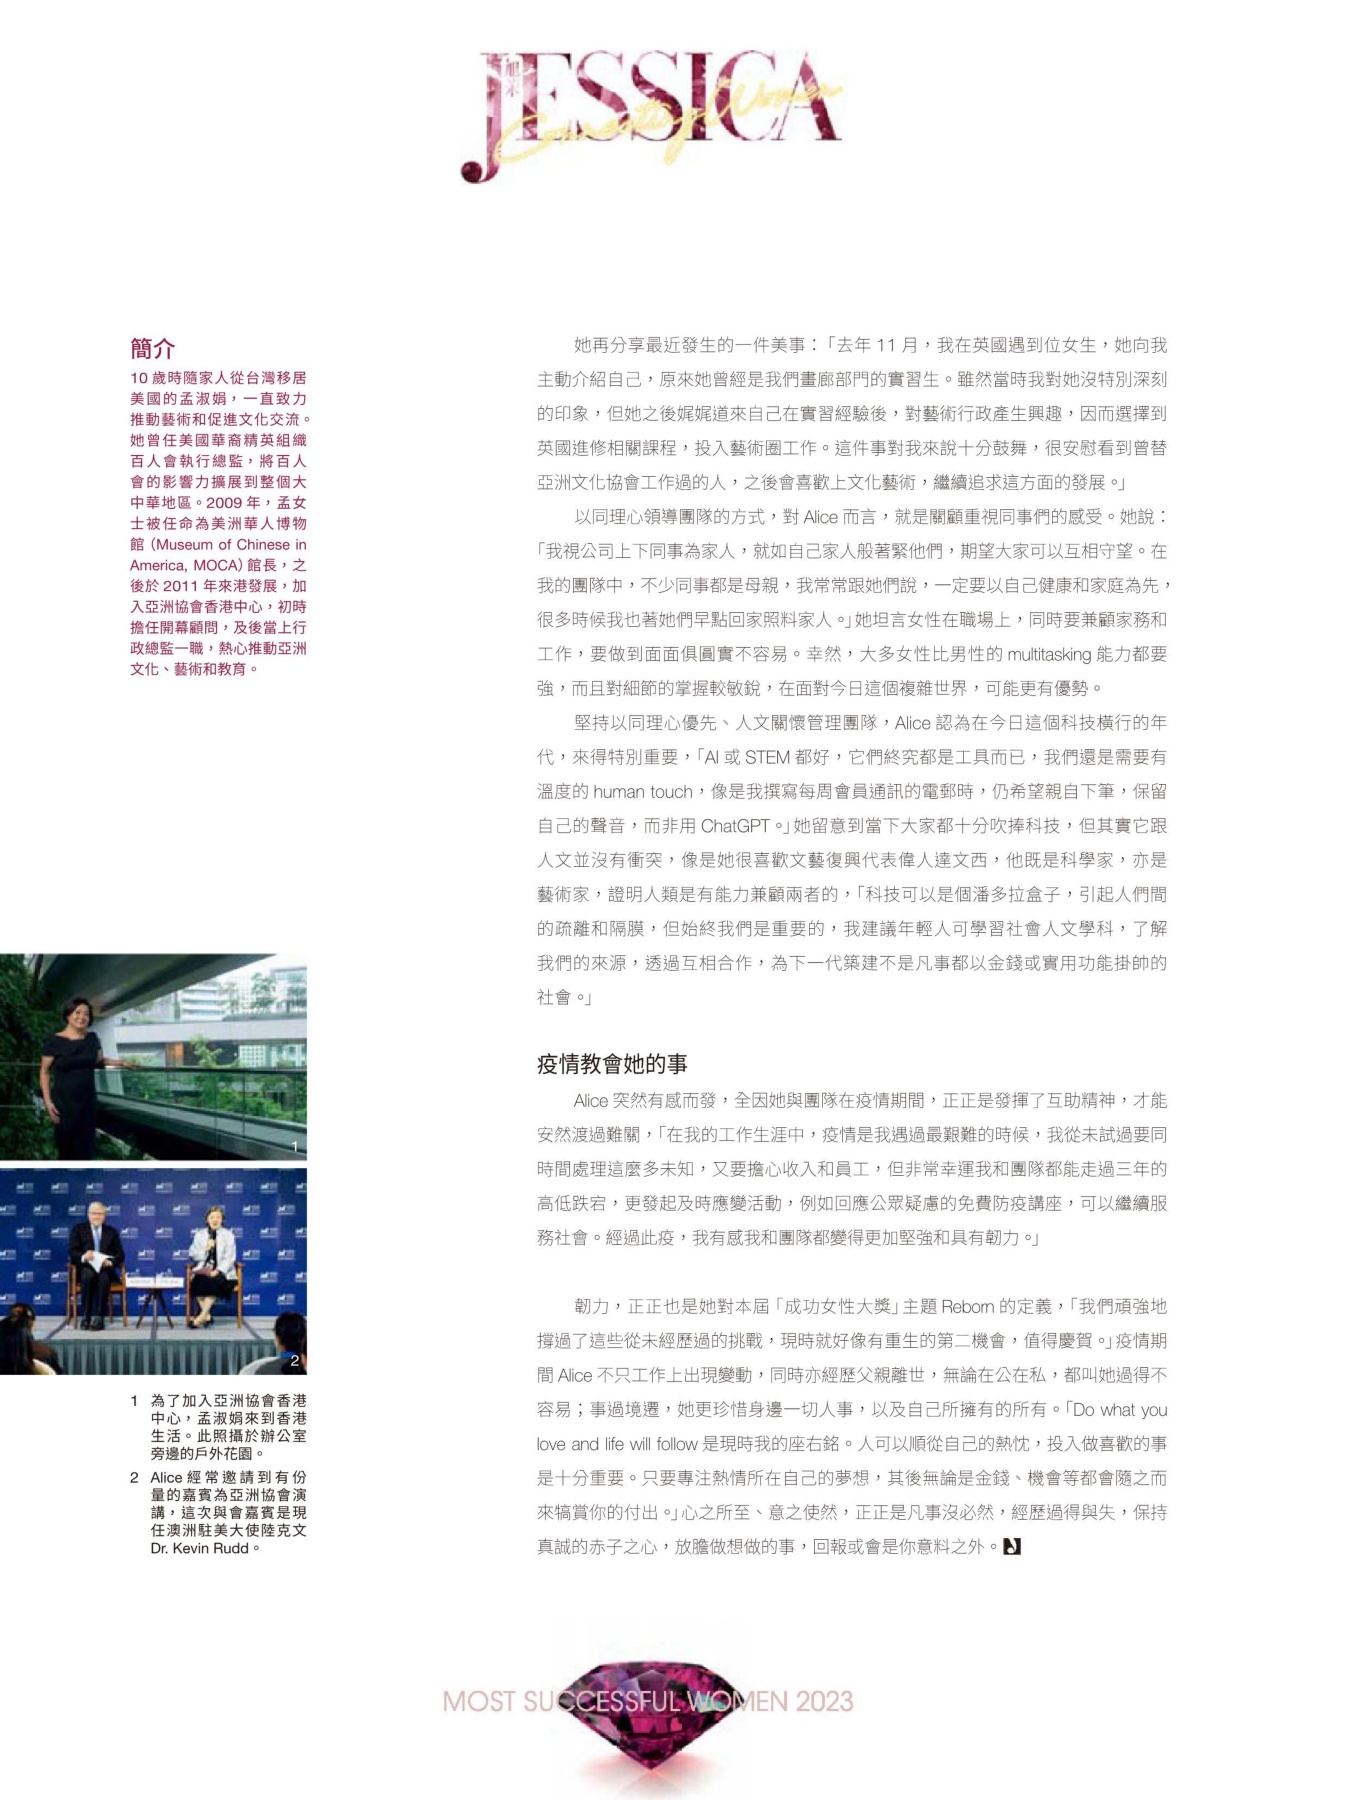 JESSICA
旭茉
Connecting Women
簡介
10 歲時隨家人從台灣移居
美國的孟淑娟，一直致力
推動藝術和促進文化交流。
她曾任美國華裔精英組織
百人會執行總監，將百人
會的影響力擴展到整個大
中華地區。2009 年，孟女
士被任命為美洲華人博物
館（Museum of Chinese in
America, MOCA）館長，之
後於 2011 年來港發展，加
入亞洲協會香港中心，初時
擔任開幕顧問，及後當上行
政總監一職，熱心推動亞洲
文化、藝術和教育。
1
2
1 為了加入亞洲協會香港
中心，孟淑娟來到香港
生活。此照攝於辦公室
旁邊的戶外花園。
2 Alice 經常邀請到有份
量的嘉賓為亞洲協會演
講，這次與會嘉賓是現
任澳洲駐美大使陸克文
Dr. Kevin Rudd。
她再分享最近發生的一件美事：「去年 11 月，我在英國遇到位女生，她向我
主動介紹自己，原來她曾經是我們畫廊部門的實習生。雖然當時我對她沒特別深刻
的印象，但她之後娓娓道來自己在實習經驗後，對藝術行政產生興趣，因而選擇到
英國進修相關課程，投入藝術圈工作。這件事對我來說十分鼓舞，很安慰看到曾替
亞洲文化協會工作過的人，之後會喜歡上文化藝術，繼續追求這方面的發展。」
以同理心領導團隊的方式，對 Alice 而言，就是關顧重視同事們的感受。她說：
「我視公司上下同事為家人，就如自己家人般著緊他們，期望大家可以互相守望。在
我的團隊中，不少同事都是母親，我常常跟她們說，一定要以自己健康和家庭為先，
很多時候我也著她們早點回家照料家人。」她坦言女性在職場上，同時要兼顧家務和
工作，要做到面面俱圓實不容易。幸然，大多女性比男性的 multitasking 能力都要
強，而且對細節的掌握較敏銳，在面對今日這個複雜世界，可能更有優勢。
堅持以同理心優先、人文關懷管理團隊，Alice 認為在今日這個科技橫行的年
代，來得特別重要，「AI 或 STEM 都好，它們終究都是工具而已，我們還是需要有
溫度的 human touch，像是我撰寫每周會員通訊的電郵時，仍希望親自下筆，保留
自己的聲音，而非用 ChatGPT。」她留意到當下大家都十分吹捧科技，但其實它跟
人文並沒有衝突，像是她很喜歡文藝復興代表偉人達文西，他既是科學家，亦是
藝術家，證明人類是有能力兼顧兩者的，「科技可以是個潘多拉盒子，引起人們間
的疏離和隔膜，但始終我們是重要的，我建議年輕人可學習社會人文學科，了解
我們的來源，透過互相合作，為下一代築建不是凡事都以金錢或實用功能掛帥的
社會。」
疫情教會她的事
Alice 突然有感而發，全因她與團隊在疫情期間，正正是發揮了互助精神，才能
安然渡過難關，「在我的工作生涯中，疫情是我遇過最艱難的時候，我從未試過要同
時間處理這麼多未知，又要擔心收入和員工，但非常幸運我和團隊都能走過三年的
高低跌宕，更發起及時應變活動，例如回應公眾疑慮的免費防疫講座，可以繼續服
務社會。經過此疫，我有感我和團隊都變得更加堅強和具有韌力。」
韌力，正正也是她對本屆「成功女性大獎」主題 Reborn 的定義，「我們頑強地
撐過了這些從未經歷過的挑戰，現時就好像有重生的第二機會，值得慶賀。」疫情期
間 Alice 不只工作上出現變動，同時亦經歷父親離世，無論在公在私，都叫她過得不
容易；事過境遷，她更珍惜身邊一切人事，以及自己所擁有的所有。「Do what you
love and life will follow 是現時我的座右銘。人可以順從自己的熱忱，投入做喜歡的事
是十分重要。只要專注熱情所在自己的夢想，其後無論是金錢、機會等都會隨之而
來犒賞你的付出。」心之所至、意之使然，正正是凡事沒必然，經歷過得與失，保持
真誠的赤子之心，放膽做想做的事，回報或會是你意料之外。
MOST SUCCESSFUL WOMEN 2023